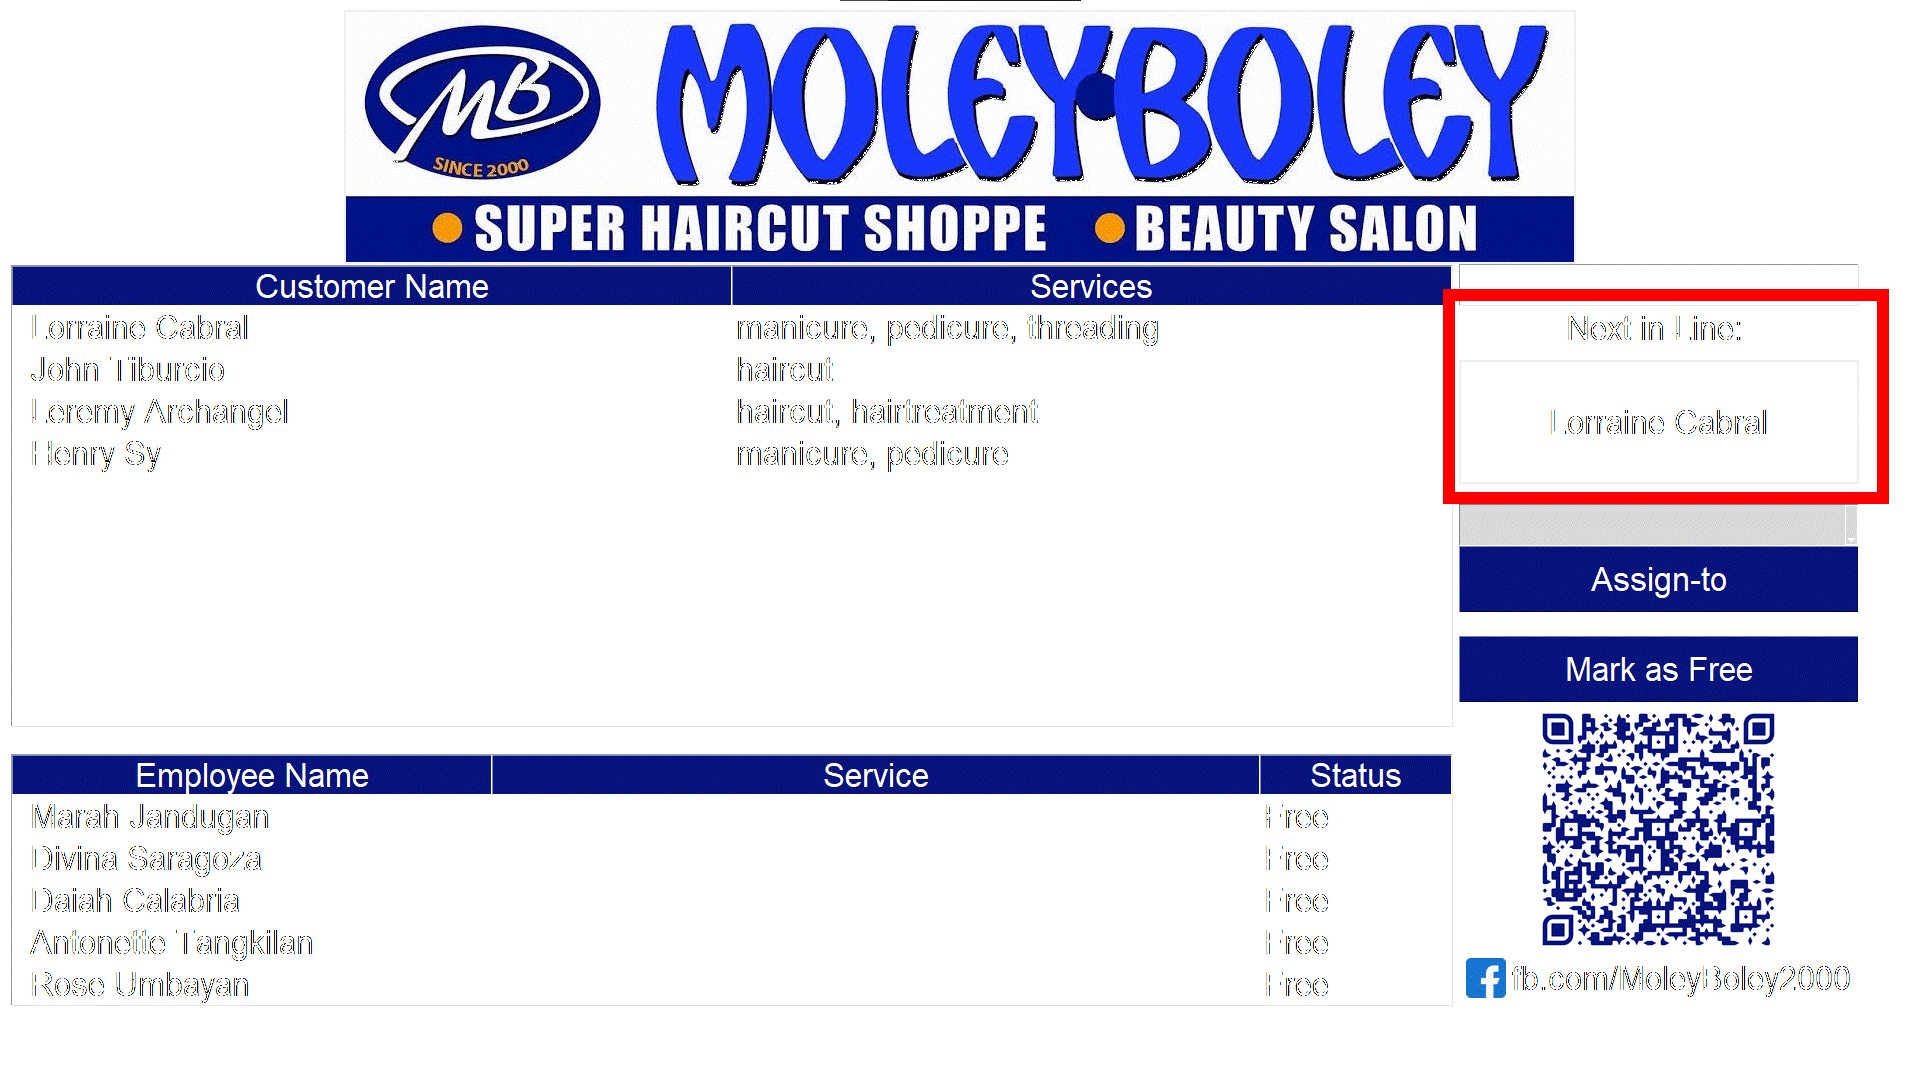 MB
SINCE 2000
MOLEY•BOLEY
• SUPER HAIRCUT SHOPPE • BEAUTY SALON
Customer Name Services
Lorraine Cabral manicure, pedicure, threading
John Tiburcio haircut
Leremy Archangel haircut, hairtreatment
Henry Sy manicure, pedicure
Next in Line:
Lorraine Cabral
Assign-to
Mark as Free
Employee Name Service Status
Marah Jandugan Free
Divina Saragoza Free
Daiah Calabria Free
Antonette Tangkilan Free
Rose Umbayan Free
fb.com/MoleyBoley2000